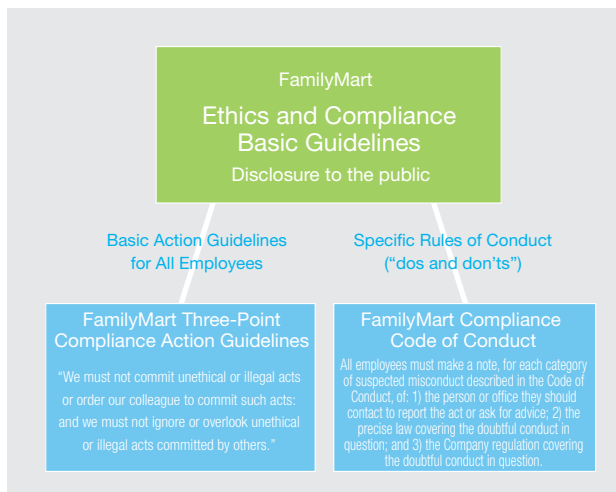 FamilyMart
Ethics and Compliance
Basic Guidelines
Disclosure to the public
Basic Action Guidelines
for All Employees
Specific Rules of Conduct
(“dos and don’ts”)
FamilyMart Three-Point
Compliance Action Guidelines
“We must not commit unethical or illegal acts
or order our colleague to commit such acts:
and we must not ignore or overlook unethical
or illegal acts committed by others.”
FamilyMart Compliance
Code of Conduct
All employees must make a note, for each category
of suspected misconduct described in the Code of
Conduct, of: 1) the person or office they should
contact to report the act or ask for advice; 2) the
precise law covering the doubtful conduct in
question; and 3) the Company regulation covering
the doubtful conduct in question.